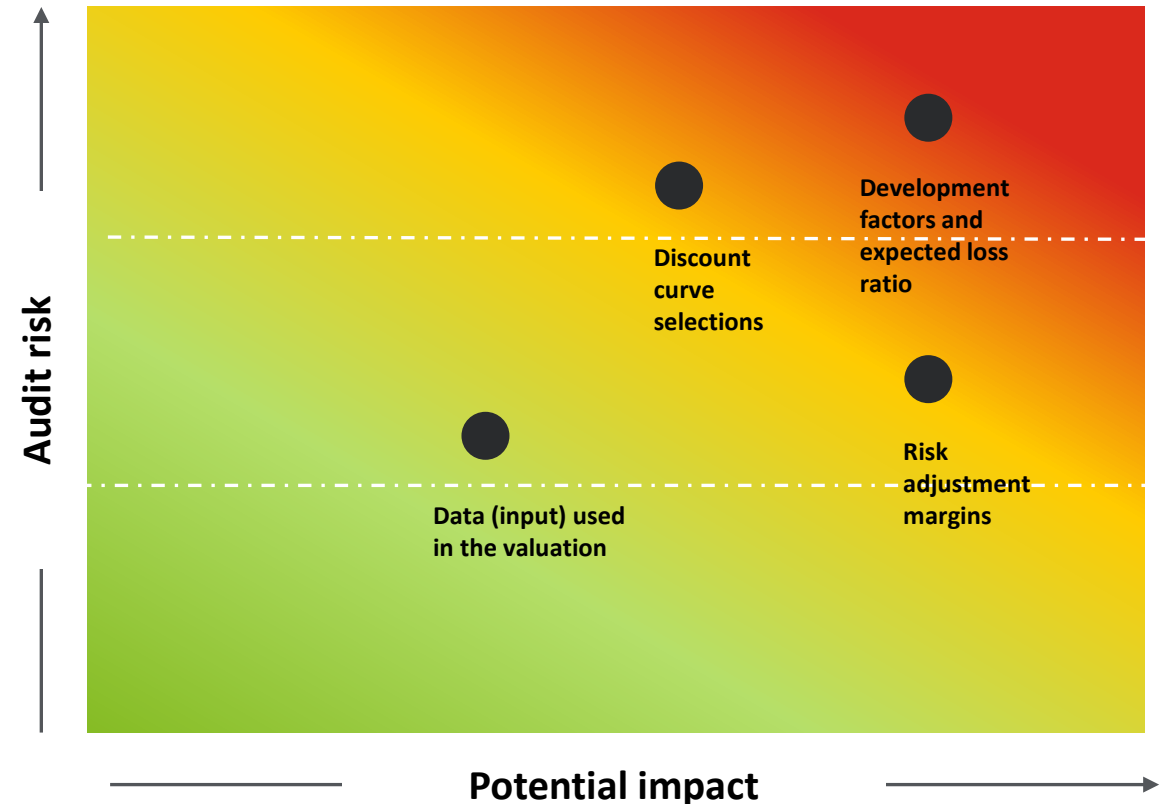 Audit risk
Development
factors and
expected loss
ratio
Discount
curve
selections
Risk
adjustment
margins
Data (input) used
in the valuation
Potential impact